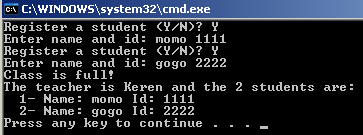 C:\WINDOWS\system32\cmd.exe
Register a student (Y/N)? Y
Enter name and id: momo 1111
Register a student (Y/N)? Y
Enter name and id: gogo 2222
Class is full!
The teacher is Keren and the 2 students are:
1- Name: momo Id: 1111
2- Name: gogo Id: 2222
Press any key to continue . . . _